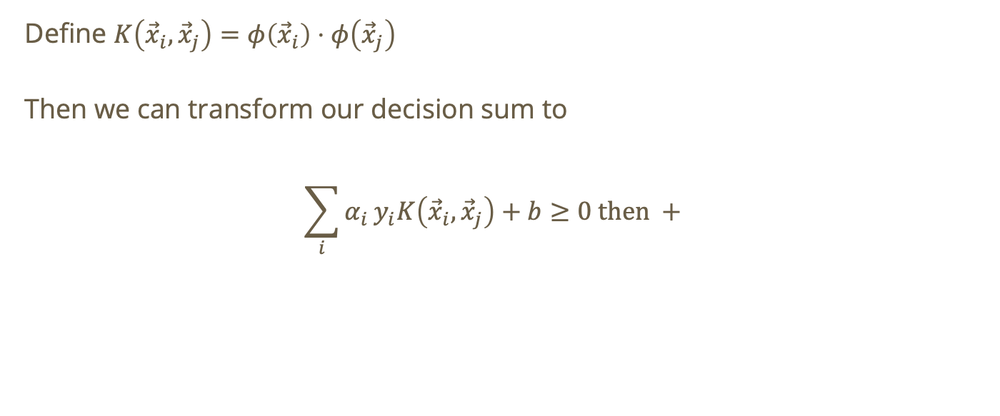 Define K(x⃗ᵢ, x⃗ⱼ) = ϕ(x⃗ᵢ) · ϕ(x⃗ⱼ)
Then we can transform our decision sum to
∑ᵢ αᵢ yᵢK(x⃗ᵢ, x⃗ⱼ) + b ≥ 0 then +